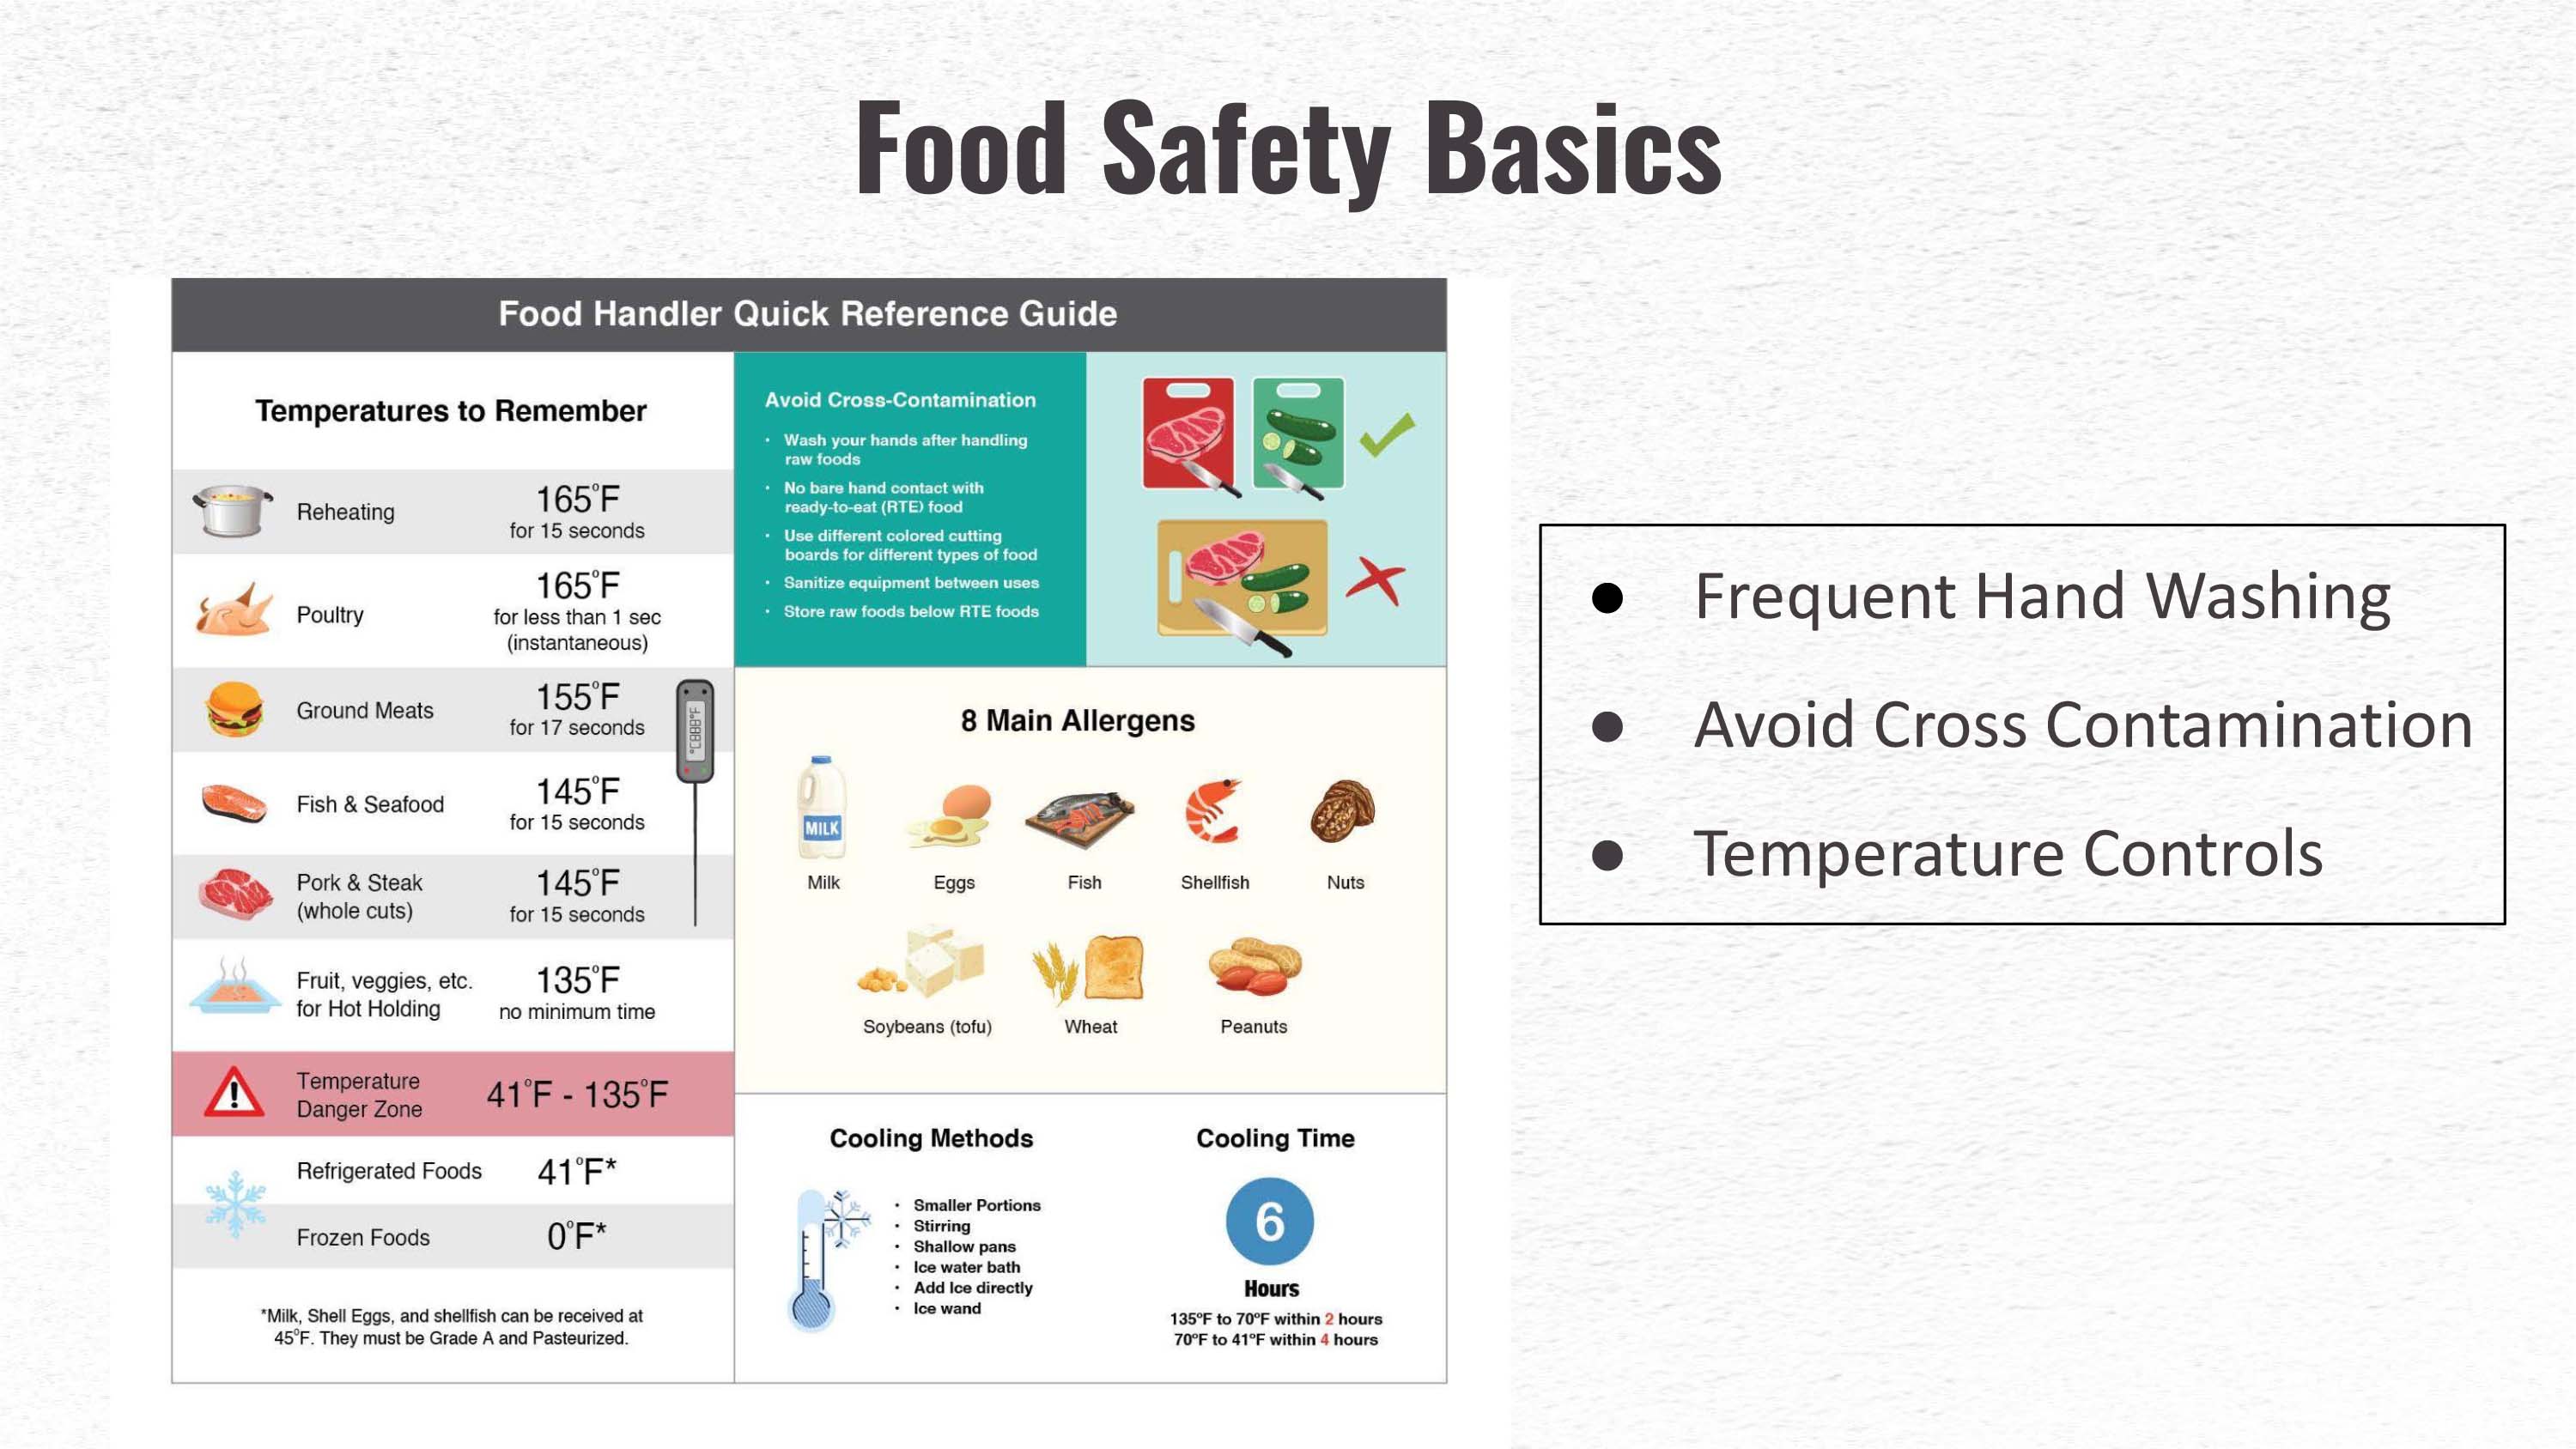 Food Safety Basics
Food Handler Quick Reference Guide
Temperatures to Remember
Reheating
165°F
for 15 seconds
Poultry
165°F
for less than 1 sec
(instantaneous)
Ground Meats
155°F
for 17 seconds
Fish & Seafood
145°F
for 15 seconds
Pork & Steak
(whole cuts)
145°F
for 15 seconds
Fruit, veggies, etc.
for Hot Holding
135°F
no minimum time
Temperature
Danger Zone
41°F - 135°F
Refrigerated Foods
41°F*
Frozen Foods
0°F*
*Milk, Shell Eggs, and shellfish can be received at
45°F. They must be Grade A and Pasteurized.
Avoid Cross-Contamination
· Wash your hands after handling
raw foods
· No bare hand contact with
ready-to-eat (RTE) food
· Use different colored cutting
boards for different types of food
· Sanitize equipment between uses
· Store raw foods below RTE foods
8 Main Allergens
MILK
Milk
Eggs
Fish
Shellfish
Nuts
Soybeans (tofu)
Wheat
Peanuts
Cooling Methods
· Smaller Portions
· Stirring
· Shallow pans
· Ice water bath
· Add Ice directly
· Ice wand
Cooling Time
6
Hours
135ºF to 70ºF within 2 hours
70ºF to 41ºF within 4 hours
● Frequent Hand Washing
● Avoid Cross Contamination
● Temperature Controls